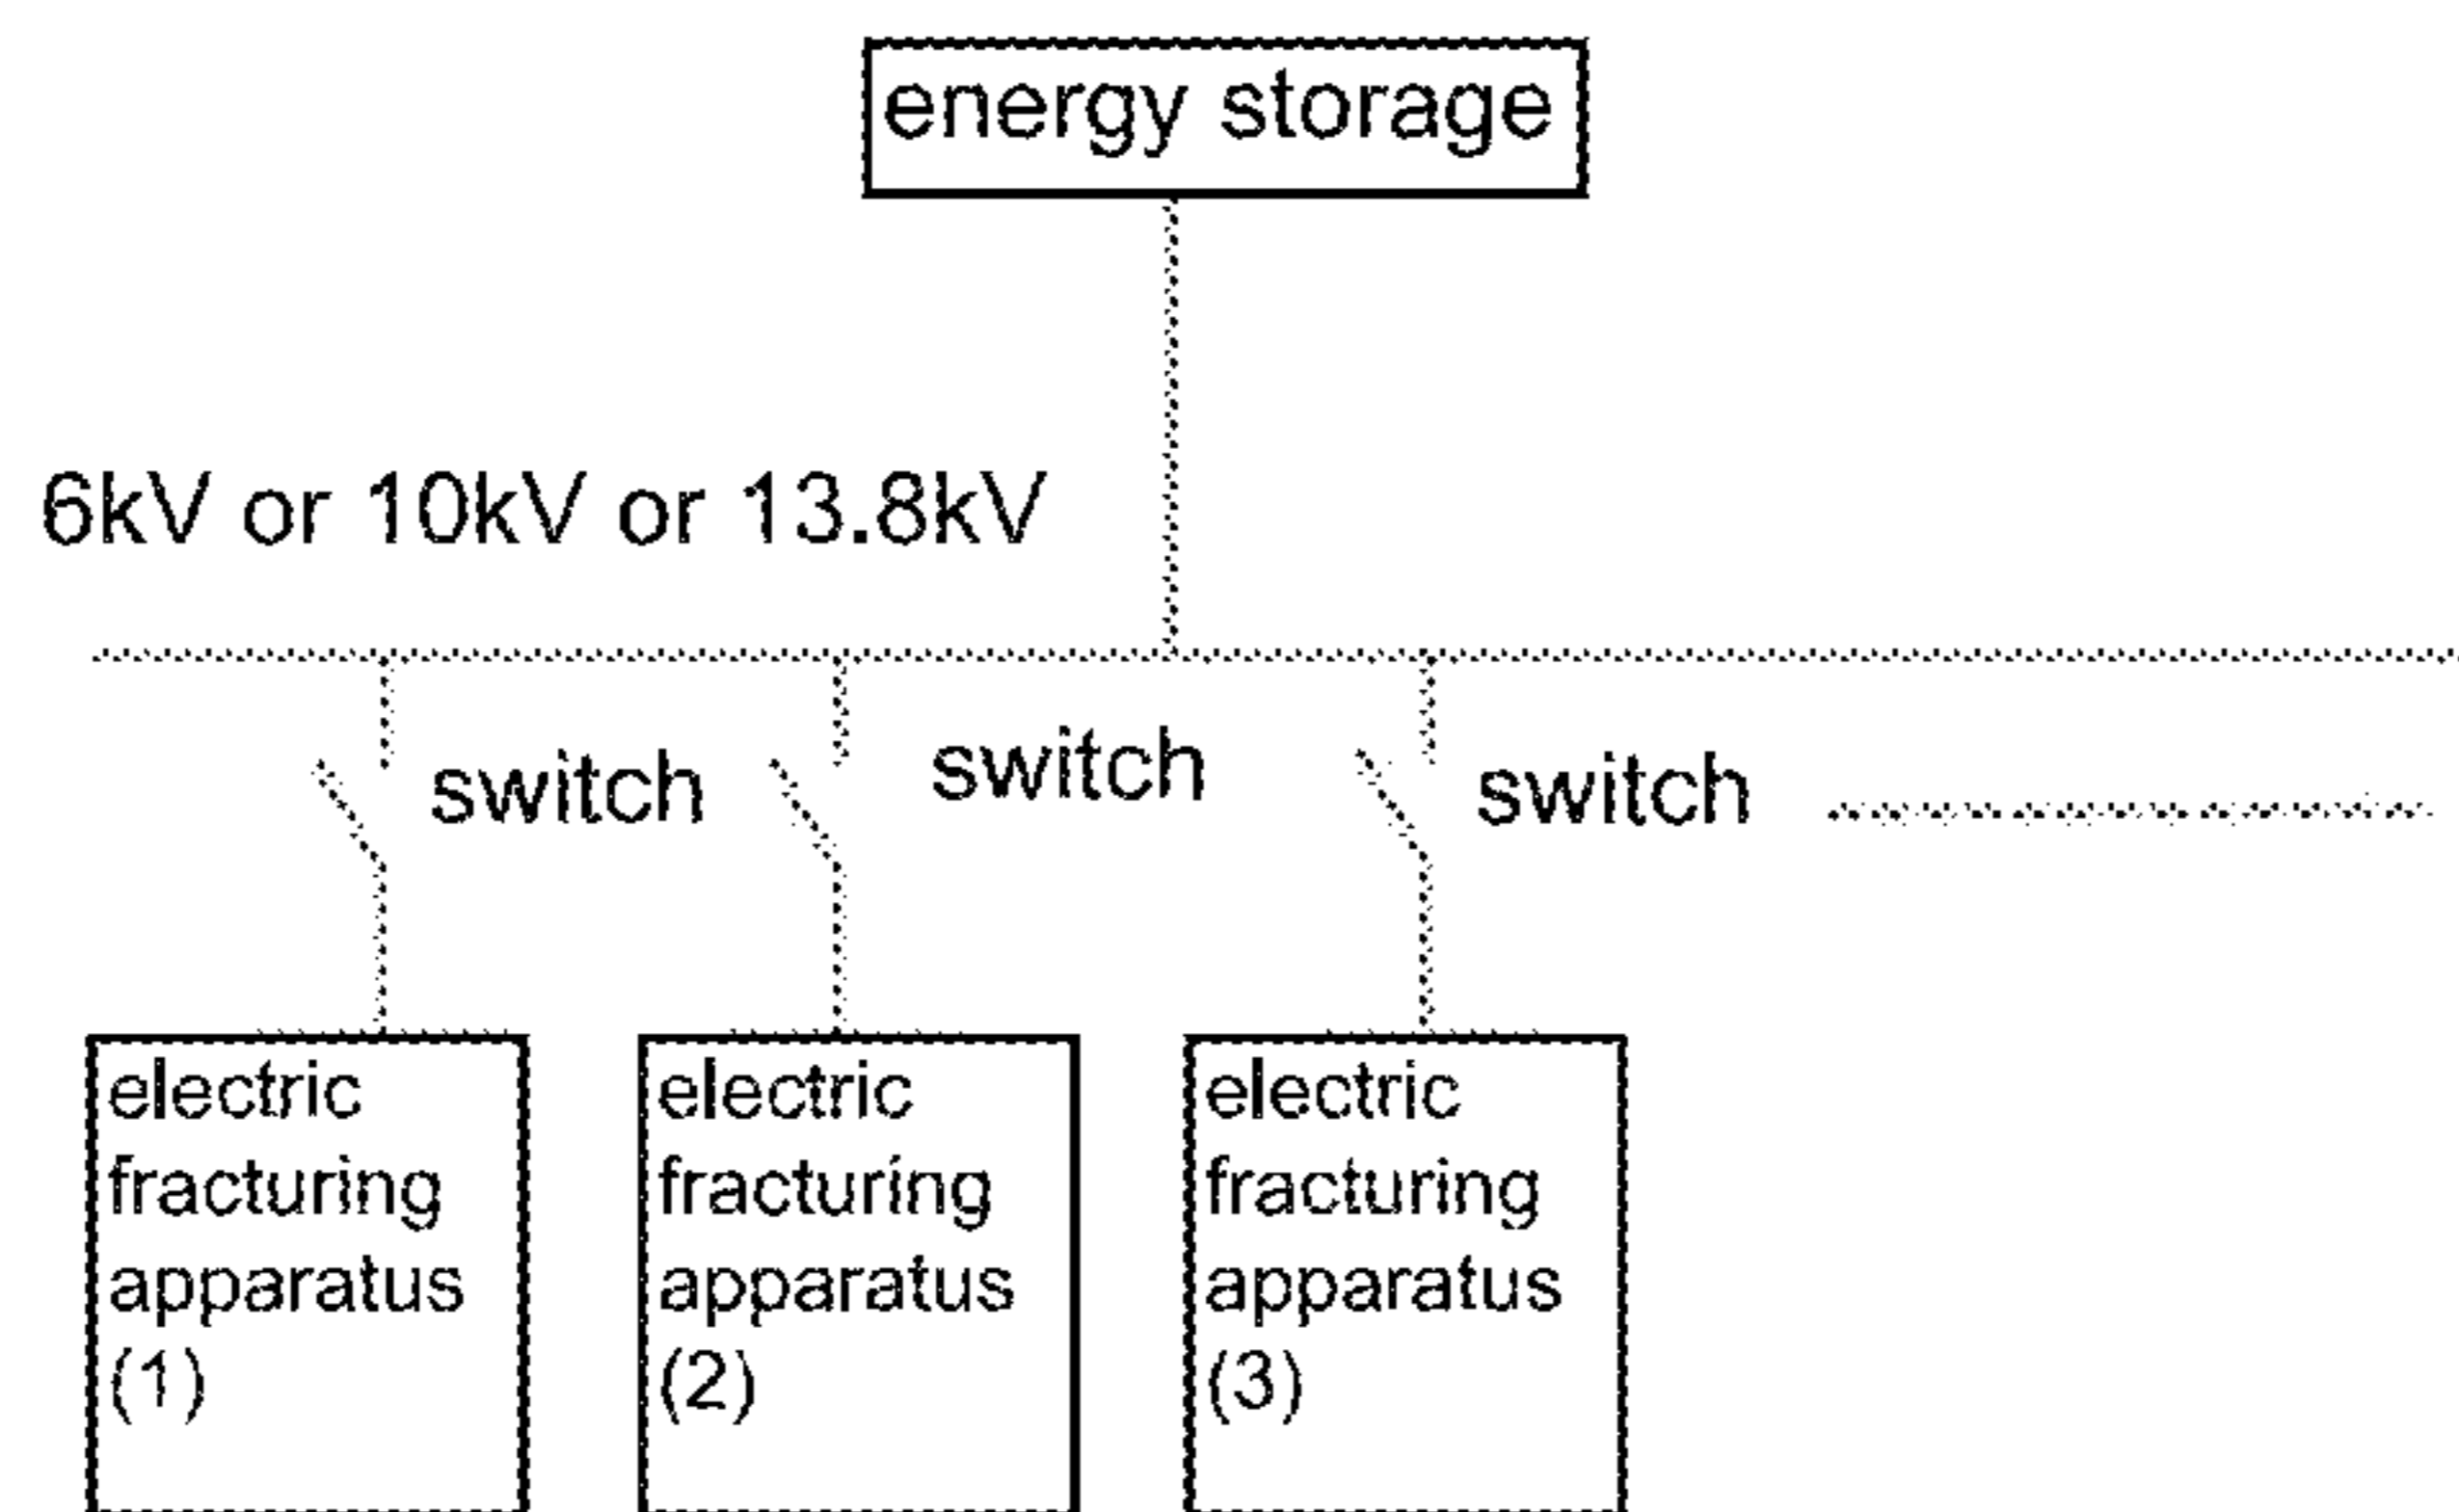 energy storage
6kV or 10kV or 13.8kV
switch
switch
switch
electric
fracturing
apparatus
(1)
electric
fracturing
apparatus
(2)
electric
fracturing
apparatus
(3)